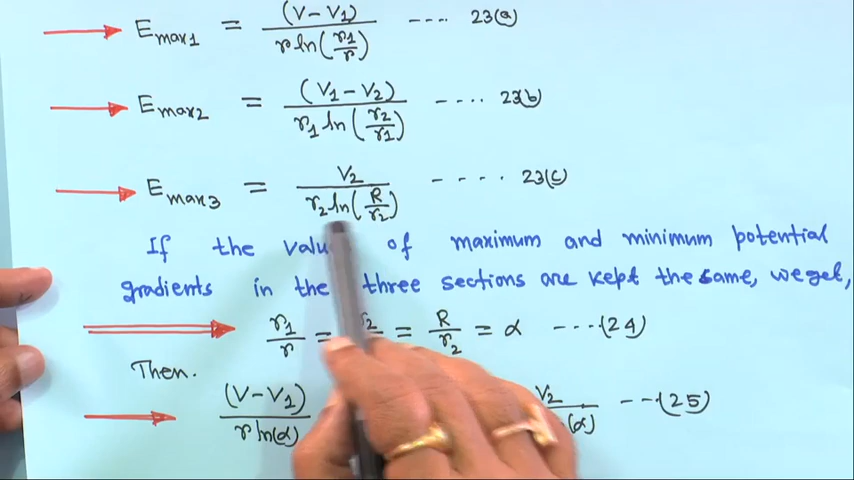 E_max1 = (V-V1) / r ln(r1/r) ---- 23(a)
E_max2 = (V1-V2) / r1 ln(r2/r1) ---- 23(b)
E_max3 = V2 / r2 ln(R/r2) ---- 23(c)
If the of maximum and minimum potential
gradients in the three sections are kept the same, we get,
r1/r = = R/r2 = α ----(24)
Then.
(V-V1) / r ln(α) V2 (α) ---(25)